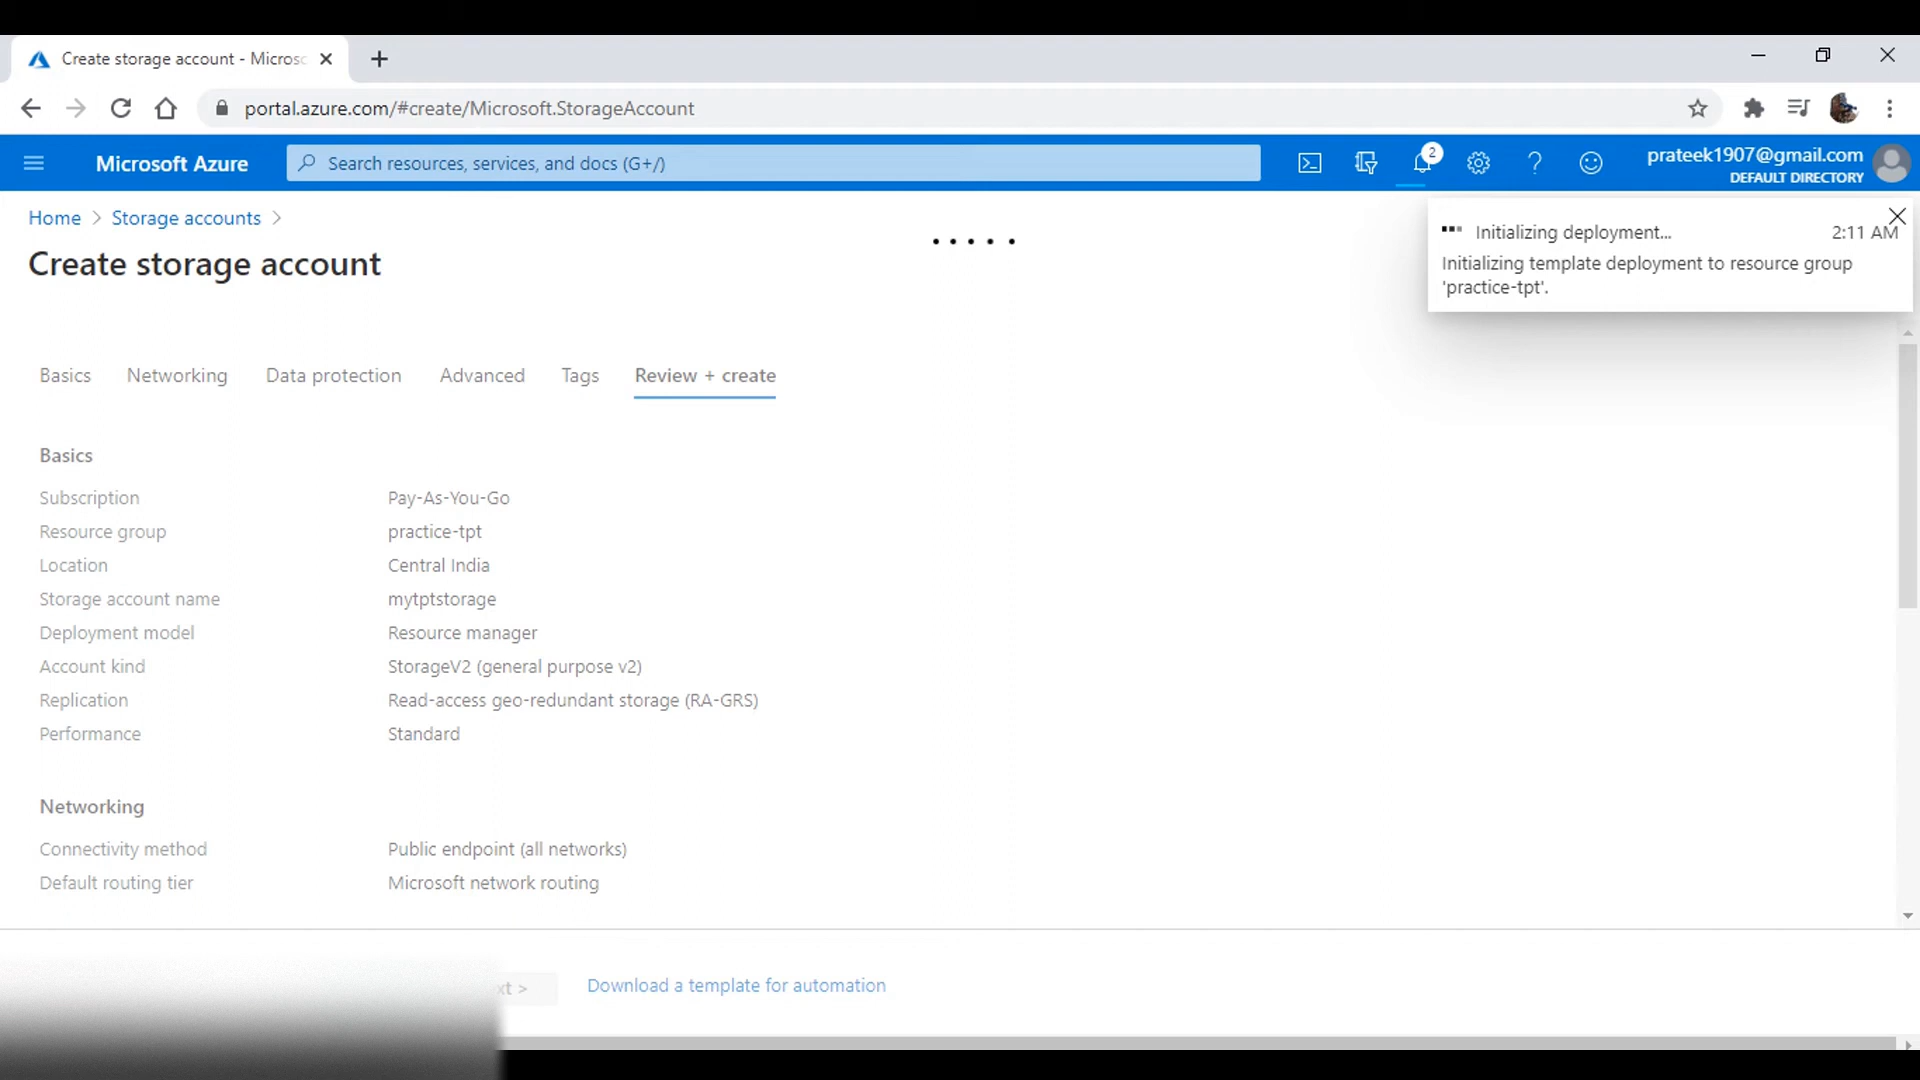 Create storage account - Micros
portal.azure.com/#create/Microsoft.StorageAccount
Microsoft Azure
Search resources, services, and docs (G+/)
2
prateek1907@gmail.com
DEFAULT DIRECTORY
Home > Storage accounts >
Create storage account
Initializing deployment... 2:11 AM
Initializing template deployment to resource group
'practice-tpt'.
Basics Networking Data protection Advanced Tags Review + create
Basics
Subscription Pay-As-You-Go
Resource group practice-tpt
Location Central India
Storage account name mytptstorage
Deployment model Resource manager
Account kind StorageV2 (general purpose v2)
Replication Read-access geo-redundant storage (RA-GRS)
Performance Standard
Networking
Connectivity method Public endpoint (all networks)
Default routing tier Microsoft network routing
xt > Download a template for automation